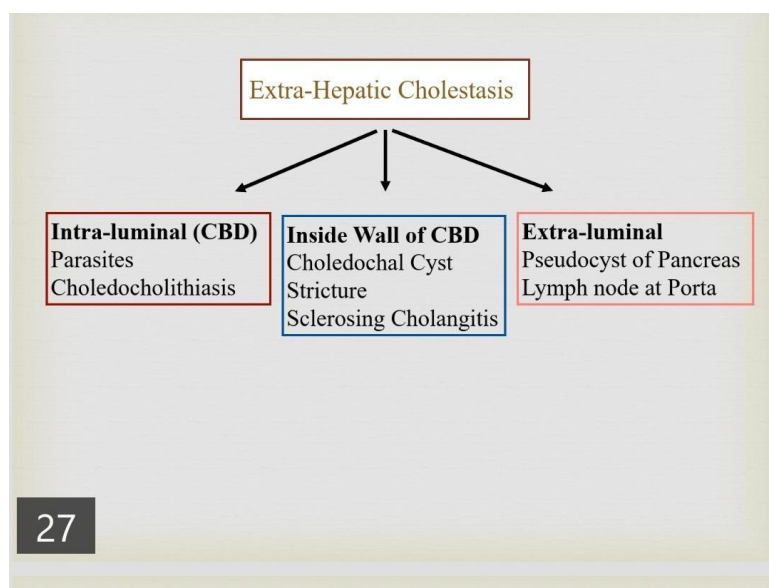 Extra-Hepatic Cholestasis
Intra-luminal (CBD)
Parasites
Choledocholithiasis
Inside Wall of CBD
Choledochal Cyst
Stricture
Sclerosing Cholangitis
Extra-luminal
Pseudocyst of Pancreas
Lymph node at Porta
27